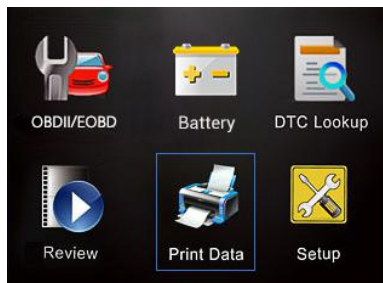 OBDII/EOBD
Battery
DTC Lookup
Review
Print Data
Setup